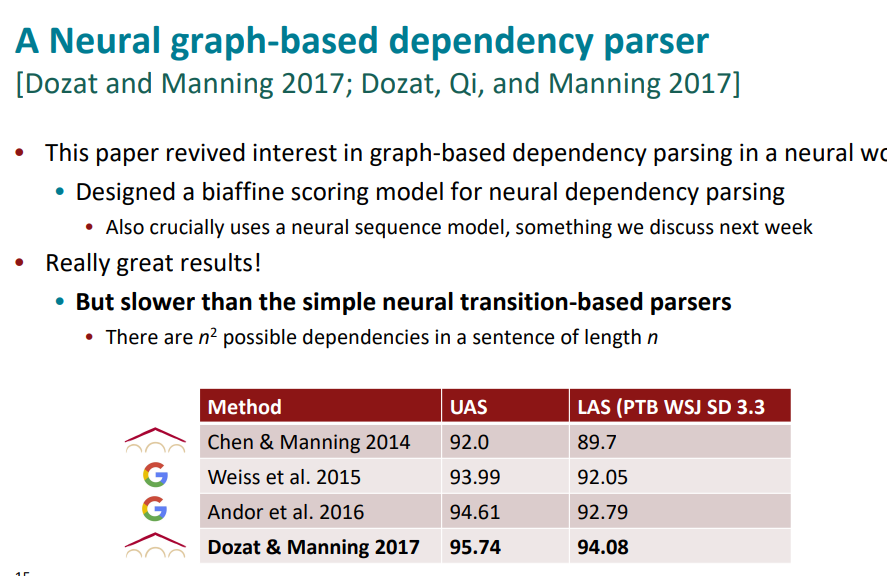 A Neural graph-based dependency parser
[Dozat and Manning 2017; Dozat, Qi, and Manning 2017]
• This paper revived interest in graph-based dependency parsing in a neural wo
• Designed a biaffine scoring model for neural dependency parsing
• Also crucially uses a neural sequence model, something we discuss next week
• Really great results!
• But slower than the simple neural transition-based parsers
• There are n² possible dependencies in a sentence of length n
Method UAS LAS (PTB WSJ SD 3.3
Chen & Manning 2014 92.0 89.7
Weiss et al. 2015 93.99 92.05
Andor et al. 2016 94.61 92.79
Dozat & Manning 2017 95.74 94.08